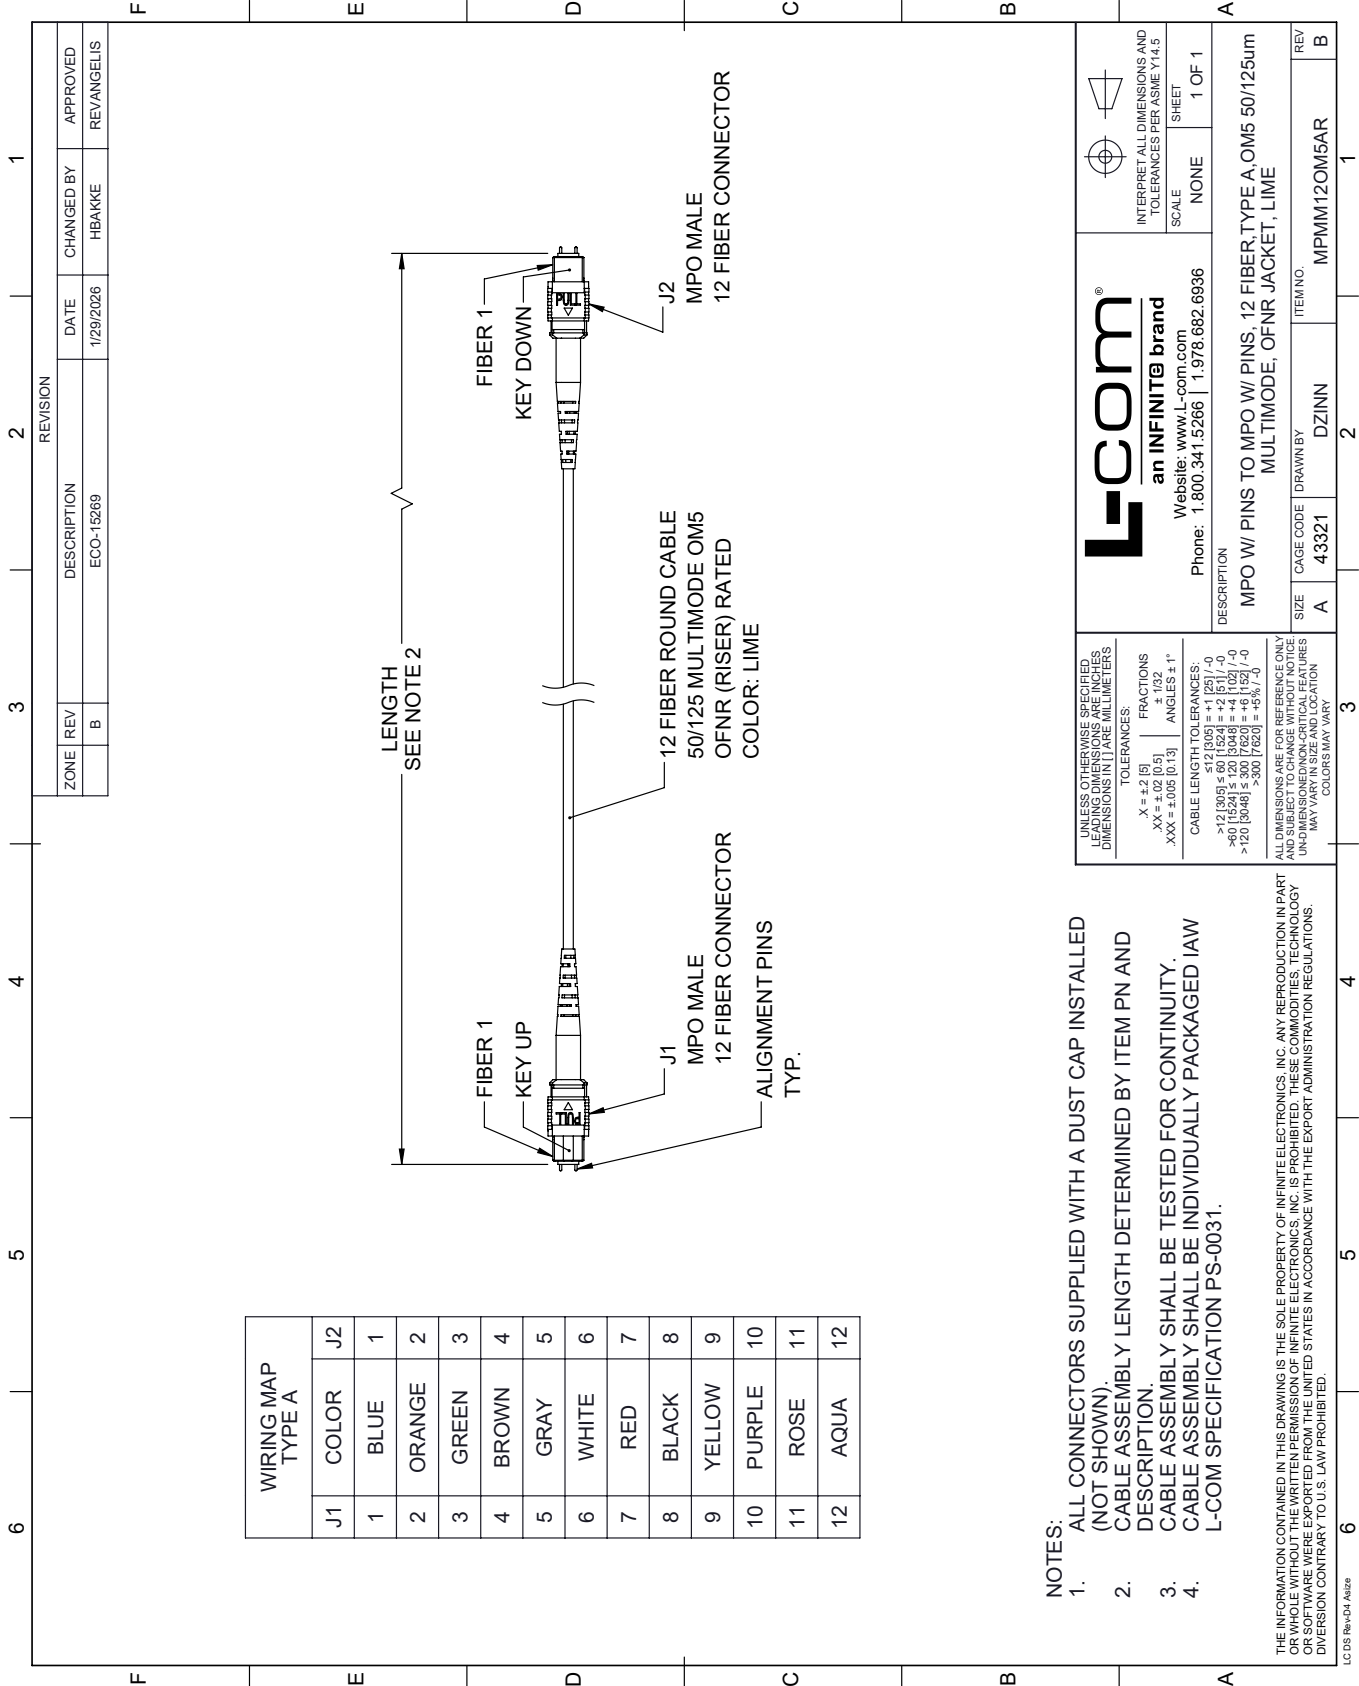 6 5 4 3 2 1
F
E
D
C
B
A
REVISION
ZONE REV DESCRIPTION DATE CHANGED BY APPROVED
B ECO-15269 1/29/2026 HBAKKE REVANGELIS
WIRING MAP
TYPE A
J1 COLOR J2
1 BLUE 1
2 ORANGE 2
3 GREEN 3
4 BROWN 4
5 GRAY 5
6 WHITE 6
7 RED 7
8 BLACK 8
9 YELLOW 9
10 PURPLE 10
11 ROSE 11
12 AQUA 12
LENGTH
SEE NOTE 2
FIBER 1
KEY UP
PULL
J1
MPO MALE
12 FIBER CONNECTOR
ALIGNMENT PINS
TYP.
12 FIBER ROUND CABLE
50/125 MULTIMODE OM5
OFNR (RISER) RATED
COLOR: LIME
FIBER 1
KEY DOWN
PULL
J2
MPO MALE
12 FIBER CONNECTOR
NOTES:
1. ALL CONNECTORS SUPPLIED WITH A DUST CAP INSTALLED
(NOT SHOWN).
2. CABLE ASSEMBLY LENGTH DETERMINED BY ITEM PN AND
DESCRIPTION.
3. CABLE ASSEMBLY SHALL BE TESTED FOR CONTINUITY.
4. CABLE ASSEMBLY SHALL BE INDIVIDUALLY PACKAGED IAW
L-COM SPECIFICATION PS-0031.
THE INFORMATION CONTAINED IN THIS DRAWING IS THE SOLE PROPERTY OF INFINITE ELECTRONICS, INC. ANY REPRODUCTION IN PART
OR WHOLE WITHOUT THE WRITTEN PERMISSION OF INFINITE ELECTRONICS, INC. IS PROHIBITED. THESE COMMODITIES, TECHNOLOGY
OR SOFTWARE WERE EXPORTED FROM THE UNITED STATES IN ACCORDANCE WITH THE EXPORT ADMINISTRATION REGULATIONS.
DIVERSION CONTRARY TO U.S. LAW PROHIBITED.
UNLESS OTHERWISE SPECIFIED
LEADING DIMENSIONS ARE INCHES
DIMENSIONS IN [ ] ARE MILLIMETERS
TOLERANCES:
.X = ±.2 [5] FRACTIONS
.XX = ±.02 [0.5] ± 1/32
.XXX = ±.005 [0.13] ANGLES ± 1°
CABLE LENGTH TOLERANCES:
≤12 [305] = +1 [25] / -0
>12 [305] ≤ 60 [1524] = +2 [51] / -0
>60 [1524] ≤ 120 [3048] = +4 [102] / -0
>120 [3048] ≤ 300 [7620] = +6 [152] / -0
>300 [7620] = +5% / -0
ALL DIMENSIONS ARE FOR REFERENCE ONLY
AND SUBJECT TO CHANGE WITHOUT NOTICE.
UN-DIMENSIONED/NON-CRITICAL FEATURES
MAY VARY IN SIZE AND LOCATION
COLORS MAY VARY
L-com®
an INFINIT@ brand
Website: www.L-com.com
Phone: 1.800.341.5266 | 1.978.682.6936
INTERPRET ALL DIMENSIONS AND
TOLERANCES PER ASME Y14.5
SCALE SHEET
NONE 1 OF 1
DESCRIPTION
MPO W/ PINS TO MPO W/ PINS, 12 FIBER,TYPE A,OM5 50/125um
MULTIMODE, OFNR JACKET, LIME
SIZE CAGE CODE DRAWN BY ITEM NO. REV
A 43321 DZINN MPMM12OM5AR B
F
E
D
C
B
A
6 5 4 3 2 1
LC DS Rev-D4 Asize